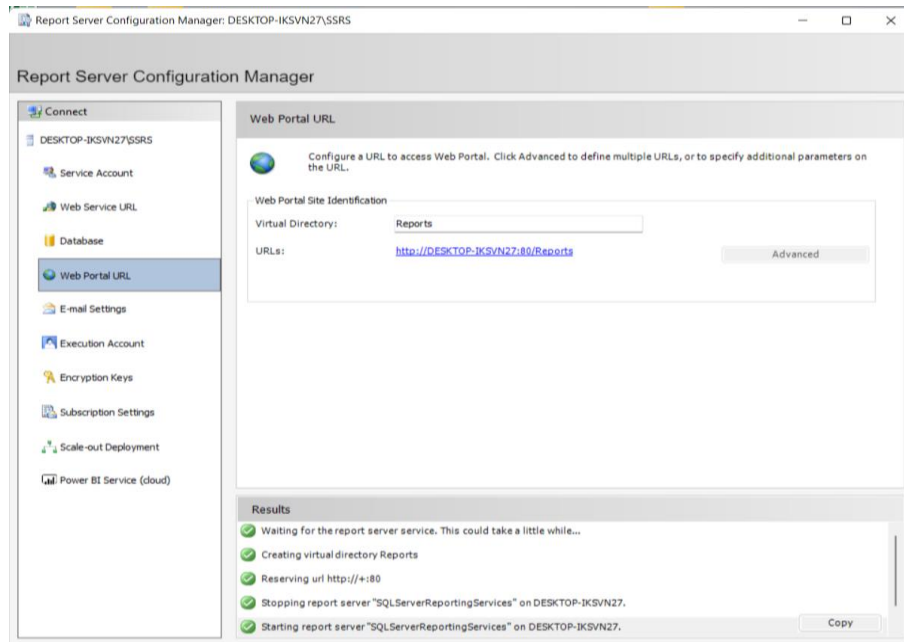 Report Server Configuration Manager: DESKTOP-IKSVN27\SSRS
Report Server Configuration Manager
Connect
DESKTOP-IKSVN27\SSRS
Service Account
Web Service URL
Database
Web Portal URL
E-mail Settings
Execution Account
Encryption Keys
Subscription Settings
Scale-out Deployment
Power BI Service (cloud)
Web Portal URL
Configure a URL to access Web Portal. Click Advanced to define multiple URLs, or to specify additional parameters on
the URL.
Web Portal Site Identification
Virtual Directory: Reports
URLs: http://DESKTOP-IKSVN27:80/Reports
Advanced
Results
Waiting for the report server service. This could take a little while...
Creating virtual directory Reports
Reserving url http://+:80
Stopping report server "SQLServerReportingServices" on DESKTOP-IKSVN27.
Starting report server "SQLServerReportingServices" on DESKTOP-IKSVN27.
Copy